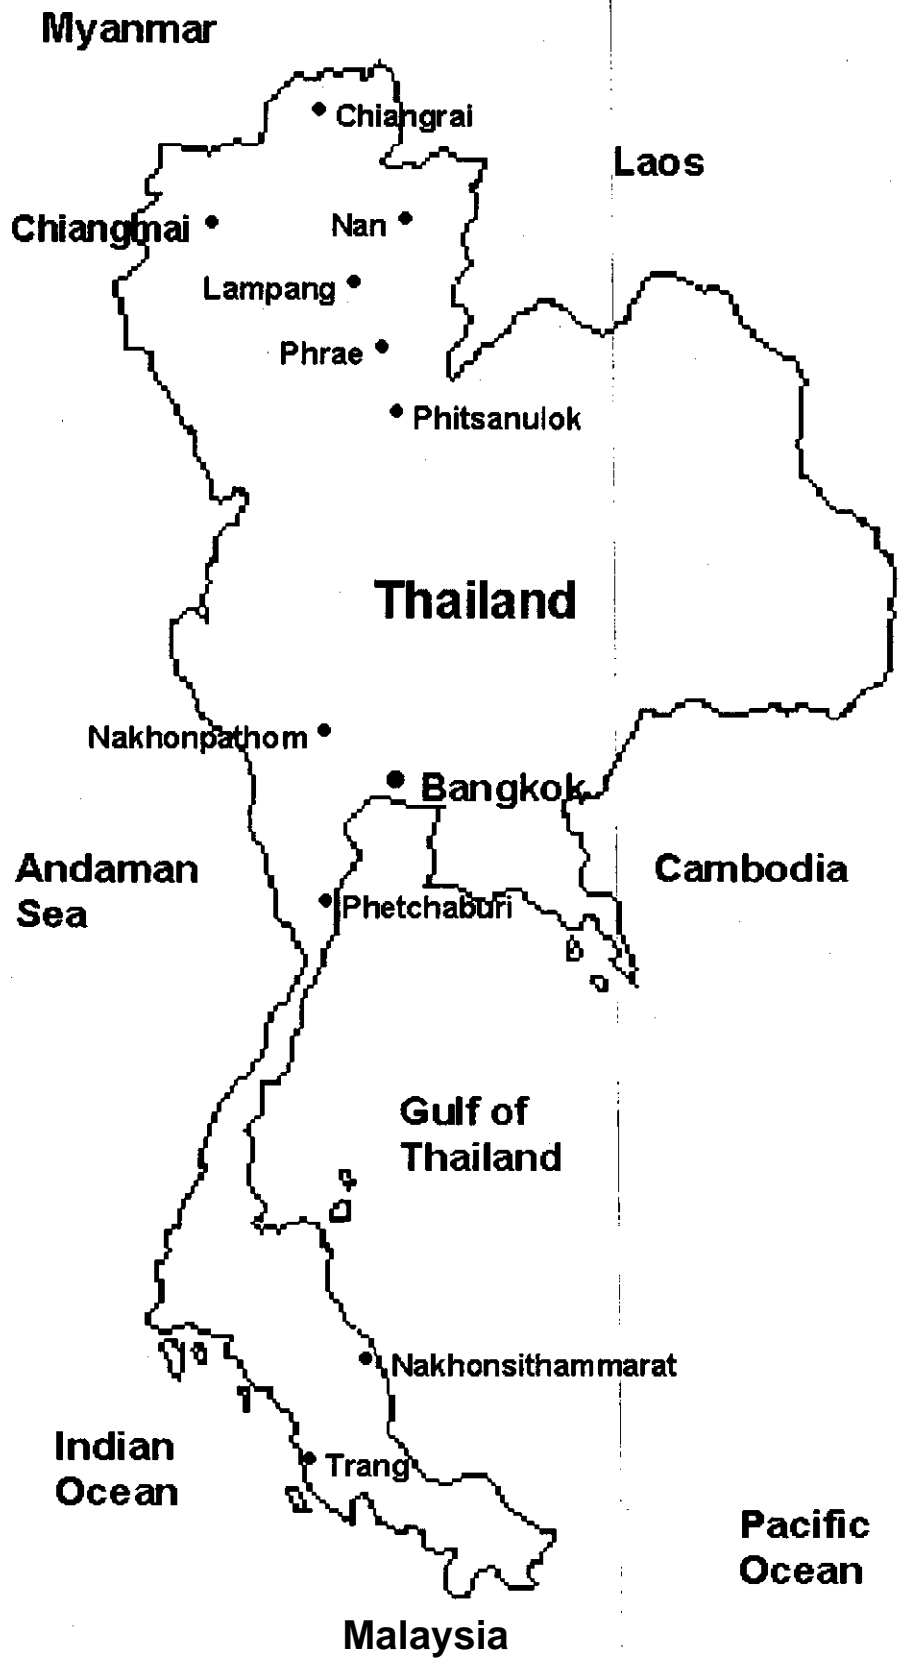 Myanmar
Chiangrai
Laos
Chiangmai
Nan
Lampang
Phrae
Phitsanulok
Thailand
Nakhonpathom
Bangkok
Andaman
Sea
Cambodia
Phetchaburi
Gulf of
Thailand
Nakhonsithammarat
Indian
Ocean
Trang
Pacific
Ocean
Malaysia